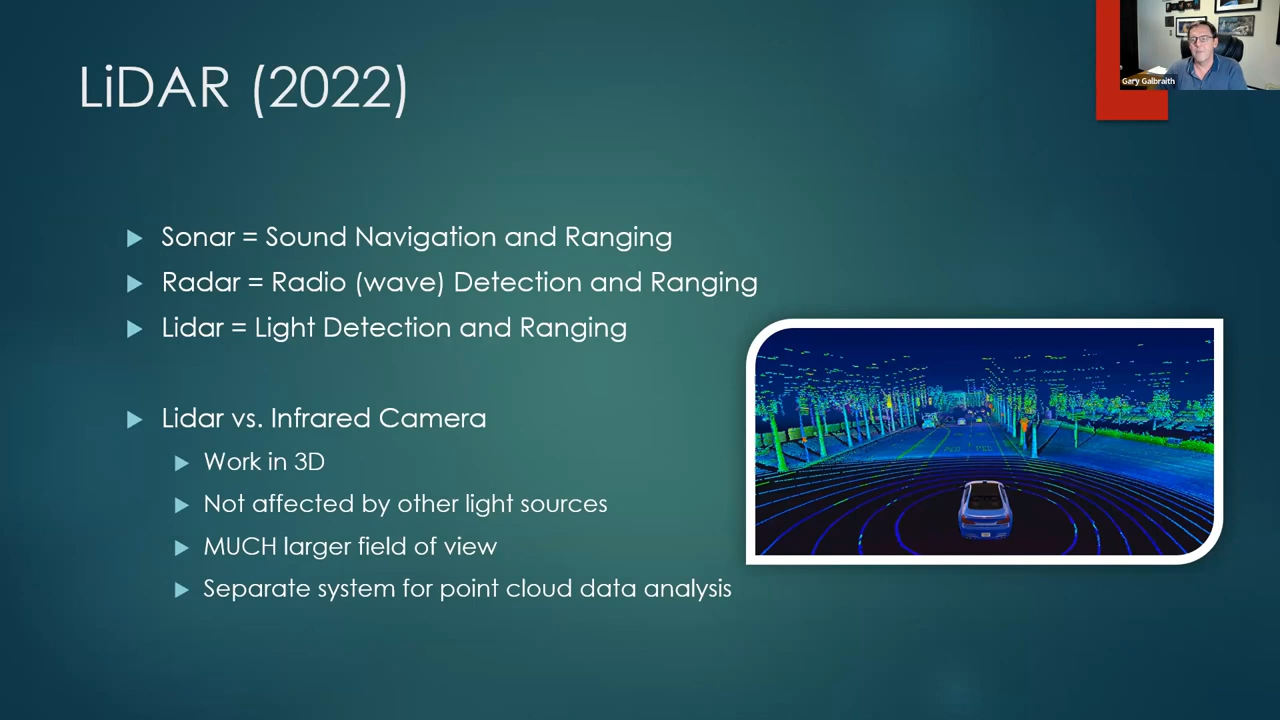 LiDAR (2022)
Gary Galbraith
Sonar = Sound Navigation and Ranging
Radar = Radio (wave) Detection and Ranging
Lidar = Light Detection and Ranging
Lidar vs. Infrared Camera
Work in 3D
Not affected by other light sources
MUCH larger field of view
Separate system for point cloud data analysis